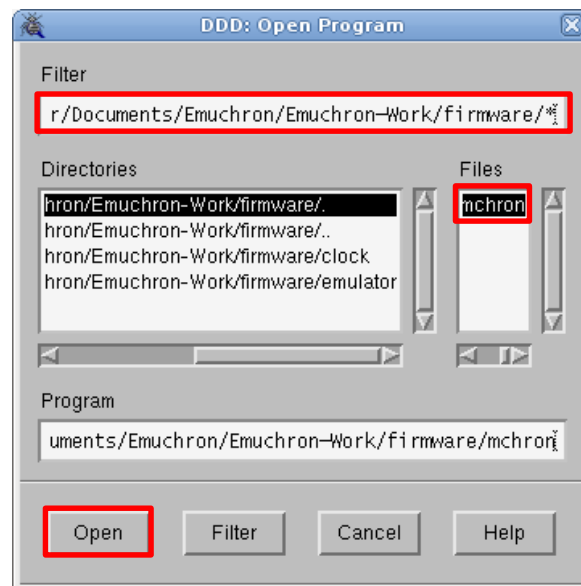 DDD: Open Program
Filter
r/Documents/Emuchron/Emuchron-Work/firmware/*
Directories
Files
hron/Emuchron-Work/firmware/.
mchron
hron/Emuchron-Work/firmware/..
hron/Emuchron-Work/firmware/clock
hron/Emuchron-Work/firmware/emulator
Program
uments/Emuchron/Emuchron-Work/firmware/mchron
Open
Filter
Cancel
Help